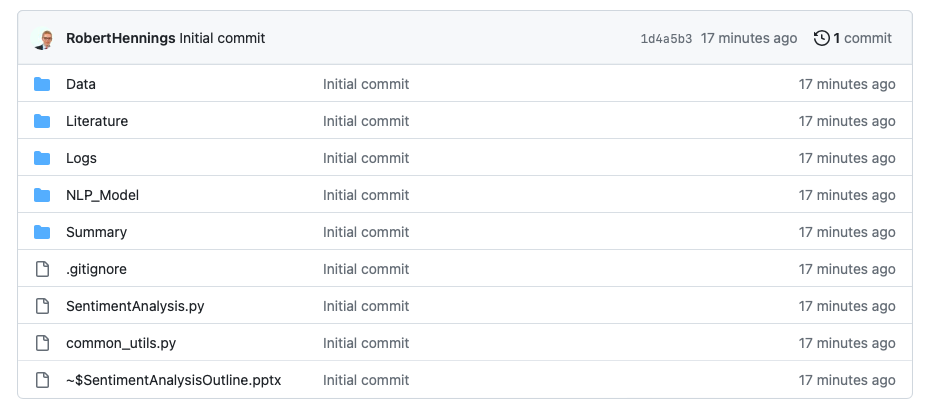 RobertHennings Initial commit 1d4a5b3 17 minutes ago 1 commit
Data Initial commit 17 minutes ago
Literature Initial commit 17 minutes ago
Logs Initial commit 17 minutes ago
NLP_Model Initial commit 17 minutes ago
Summary Initial commit 17 minutes ago
.gitignore Initial commit 17 minutes ago
SentimentAnalysis.py Initial commit 17 minutes ago
common_utils.py Initial commit 17 minutes ago
~$SentimentAnalysisOutline.pptx Initial commit 17 minutes ago